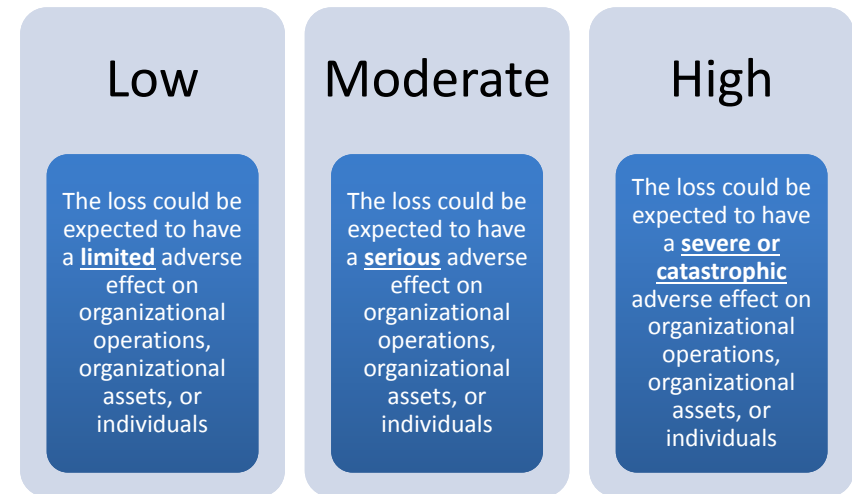 Low
The loss could be
expected to have
a limited adverse
effect on
organizational
operations,
organizational
assets, or
individuals
Moderate
The loss could be
expected to have
a serious adverse
effect on
organizational
operations,
organizational
assets, or
individuals
High
The loss could be
expected to have
a severe or
catastrophic
adverse effect on
organizational
operations,
organizational
assets, or
individuals